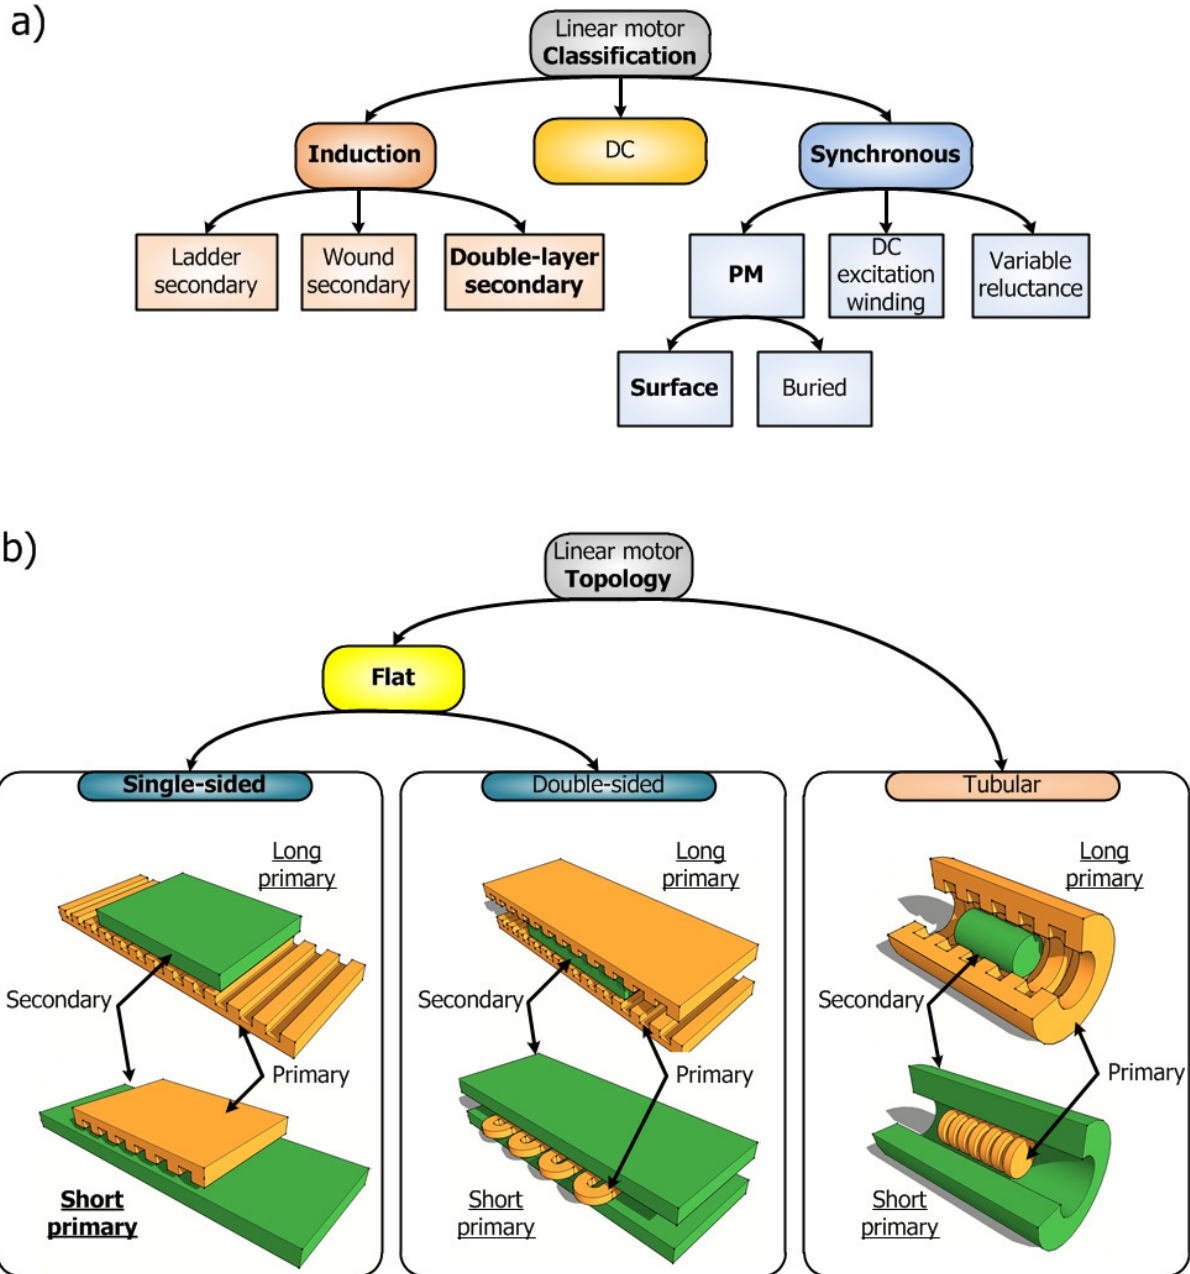 a)
Linear motor
Classification
Induction
DC
Synchronous
Ladder
secondary
Wound
secondary
Double-layer
secondary
PM
DC
excitation
winding
Variable
reluctance
Surface
Buried
b)
Linear motor
Topology
Flat
Single-sided
Double-sided
Tubular
Long
primary
Secondary
Primary
Short
primary
Long
primary
Secondary
Primary
Short
primary
Long
primary
Secondary
Primary
Short
primary